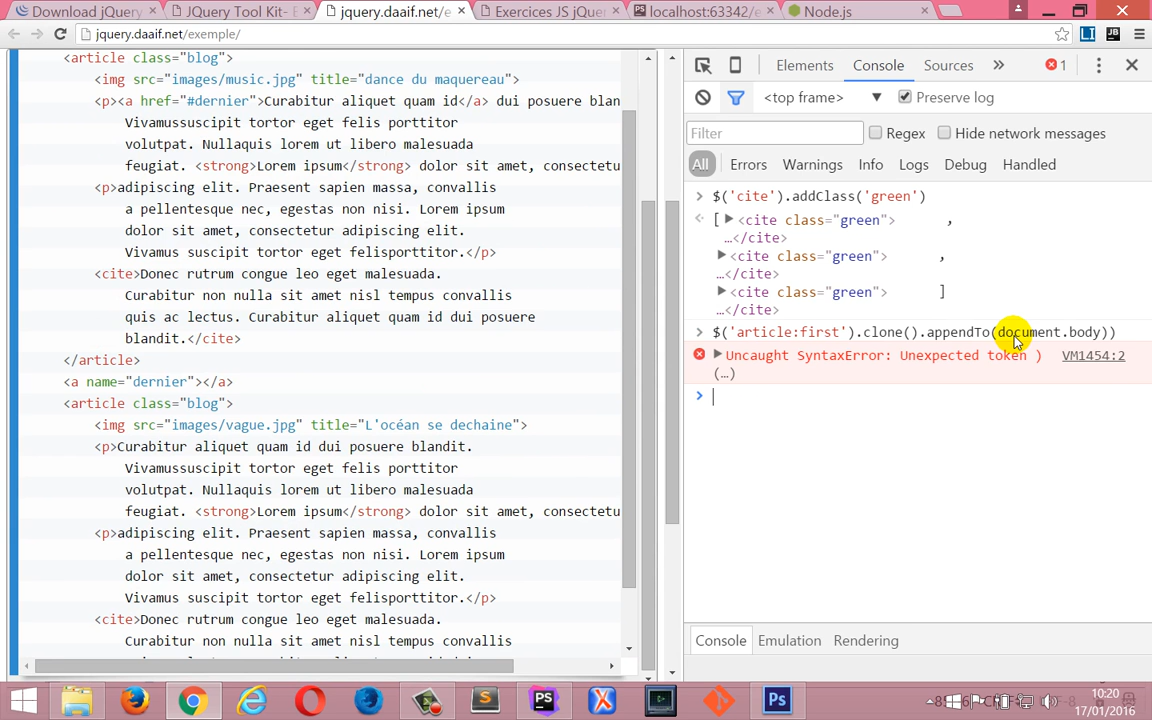 Download jQuery
JQuery Tool Kit- E
jquery.daaif.net/e
Exercices JS jQue
localhost:63342/e
Node.js
jquery.daaif.net/exemple/
<article class="blog">
<img src="images/music.jpg" title="dance du maquereau">
<p><a href="#dernier">Curabitur aliquet quam id</a> dui posuere blan
Vivamussuscipit tortor eget felis porttitor
volutpat. Nullaquis lorem ut libero malesuada
feugiat. <strong>Lorem ipsum</strong> dolor sit amet, consectetu
<p>adipiscing elit. Praesent sapien massa, convallis
a pellentesque nec, egestas non nisi. Lorem ipsum
dolor sit amet, consectetur adipiscing elit.
Vivamus suscipit tortor eget felisporttitor.</p>
<cite>Donec rutrum congue leo eget malesuada.
Curabitur non nulla sit amet nisl tempus convallis
quis ac lectus. Curabitur aliquet quam id dui posuere
blandit.</cite>
</article>
<a name="dernier"></a>
<article class="blog">
<img src="images/vague.jpg" title="L'océan se dechaine">
<p>Curabitur aliquet quam id dui posuere blandit.
Vivamussuscipit tortor eget felis porttitor
volutpat. Nullaquis lorem ut libero malesuada
feugiat. <strong>Lorem ipsum</strong> dolor sit amet, consectetu
<p>adipiscing elit. Praesent sapien massa, convallis
a pellentesque nec, egestas non nisi. Lorem ipsum
dolor sit amet, consectetur adipiscing elit.
Vivamus suscipit tortor eget felisporttitor.</p>
<cite>Donec rutrum congue leo eget malesuada.
Curabitur non nulla sit amet nisl tempus convallis
Elements Console Sources » 1
<top frame> Preserve log
Filter Regex Hide network messages
All Errors Warnings Info Logs Debug Handled
> $('cite').addClass('green')
[ <cite class="green"> ,
…</cite>
<cite class="green"> ,
…</cite>
<cite class="green"> ]
…</cite>
> $('article:first').clone().appendTo(document.body))
Uncaught SyntaxError: Unexpected token ) VM1454:2
(…)
>
Console Emulation Rendering
10:20
17/01/2016